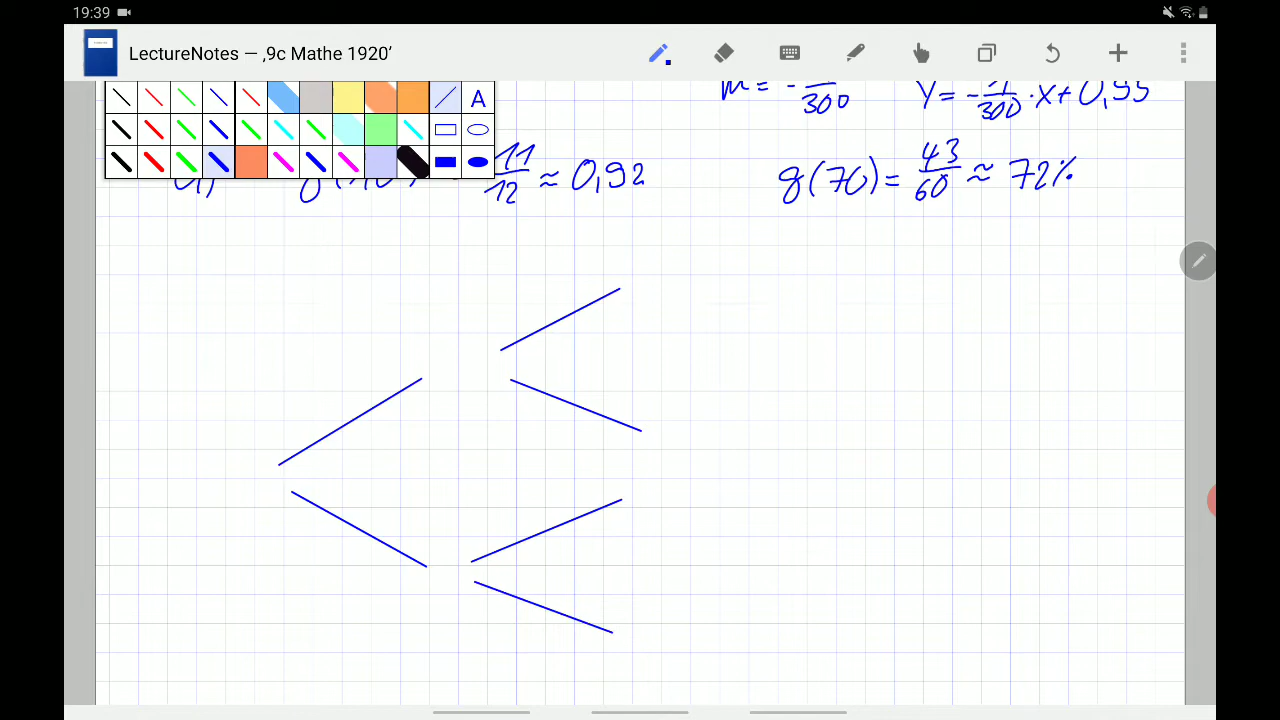 19:39
LectureNotes — ‚9c Mathe 1920’
A
300
y = - 1/300 · x + 0,95
11/12 ≈ 0,92
g(70) = 43/60 ≈ 72%